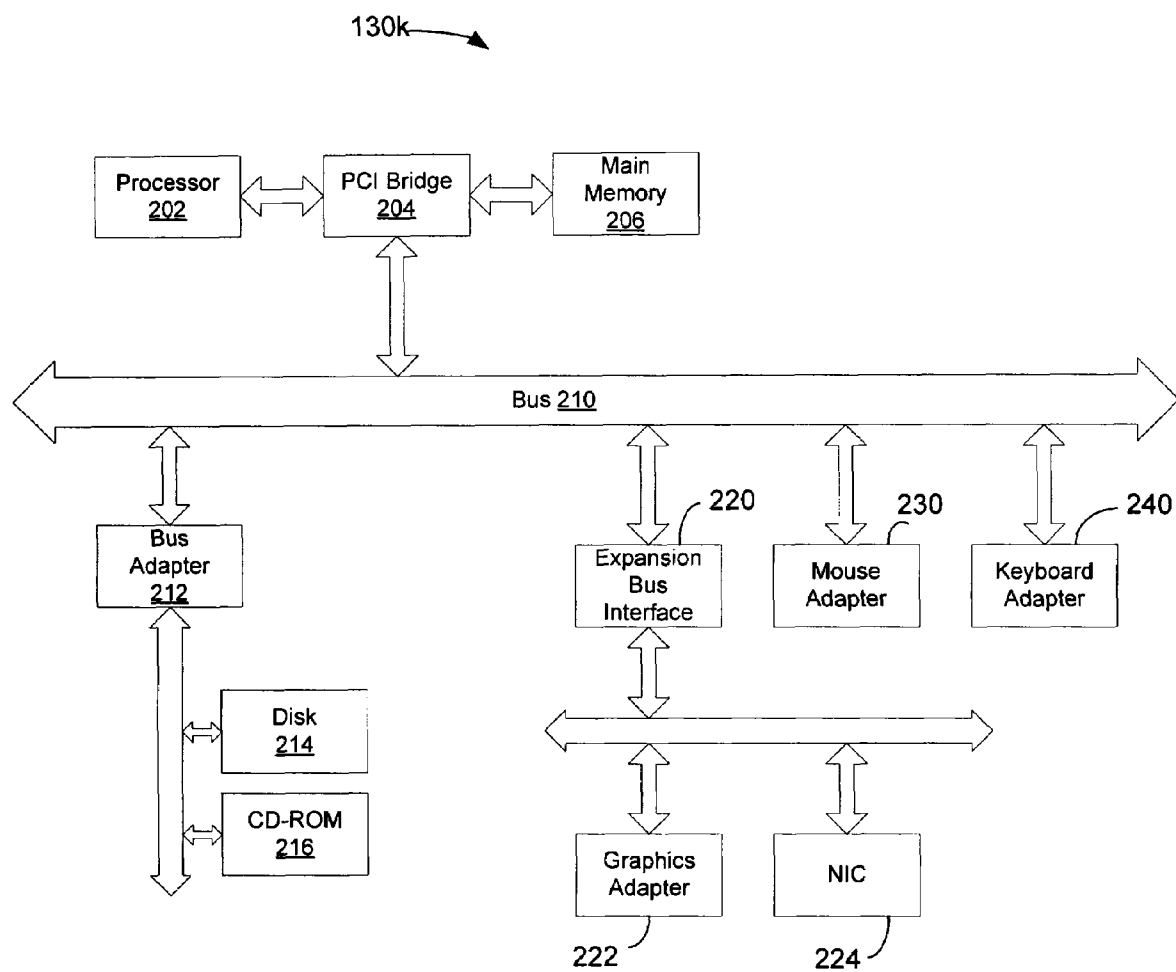 130k
Processor
202
PCI Bridge
204
Main
Memory
206
Bus 210
Bus
Adapter
212
220
Expansion
Bus
Interface
230
Mouse
Adapter
240
Keyboard
Adapter
Disk
214
CD-ROM
216
Graphics
Adapter
222
NIC
224